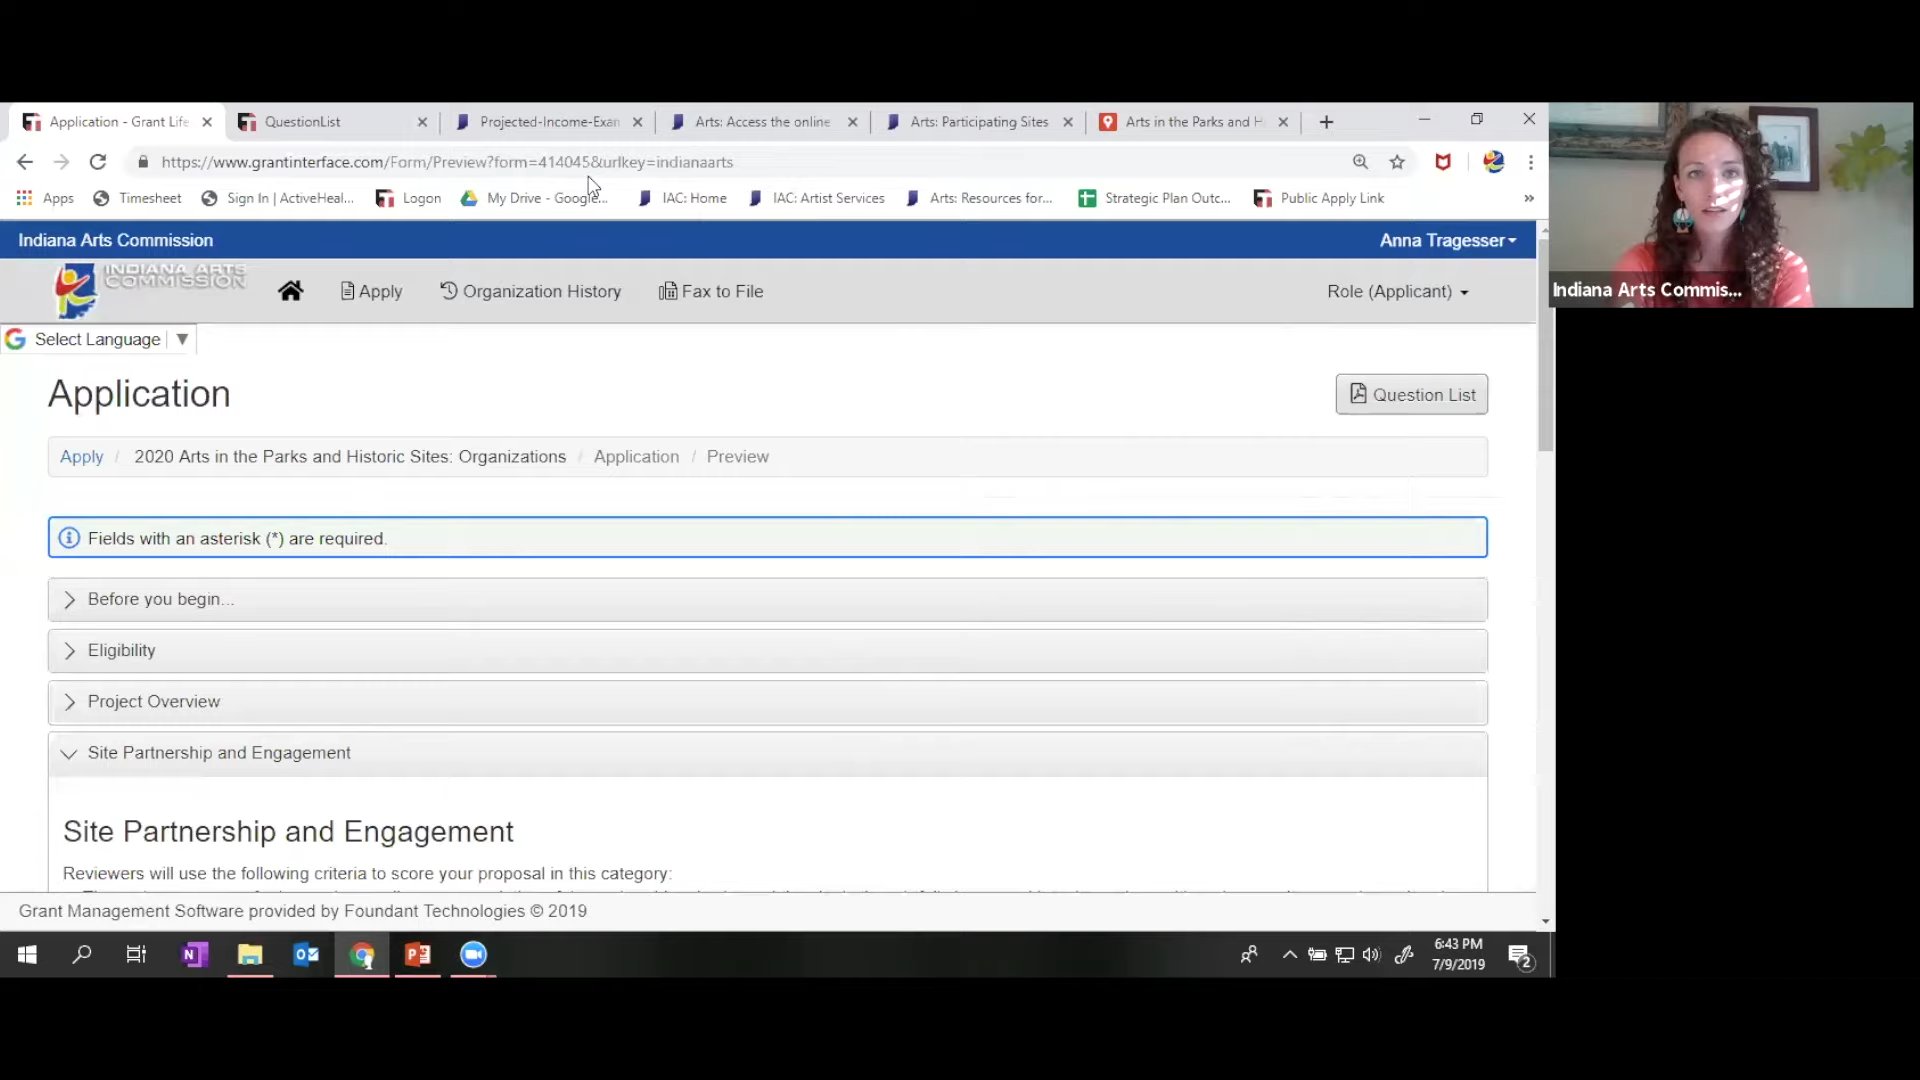 Application - Grant Life
QuestionList
Projected-Income-Exan
Arts: Access the online
Arts: Participating Sites
Arts in the Parks and H
https://www.grantinterface.com/Form/Preview?form=414045&urlkey=indianaarts
Apps
Timesheet
Sign In | ActiveHeal...
Logon
My Drive - Google...
IAC: Home
IAC: Artist Services
Arts: Resources for...
Strategic Plan Outc...
Public Apply Link
»
Indiana Arts Commission
Anna Tragesser
INDIANA ARTS
COMMISSION
Apply
Organization History
Fax to File
Role (Applicant)
Indiana Arts Commis...
Select Language
Application
Question List
Apply / 2020 Arts in the Parks and Historic Sites: Organizations / Application / Preview
Fields with an asterisk (*) are required.
Before you begin...
Eligibility
Project Overview
Site Partnership and Engagement
Site Partnership and Engagement
Reviewers will use the following criteria to score your proposal in this category:
Grant Management Software provided by Foundant Technologies © 2019
6:43 PM
7/9/2019
2